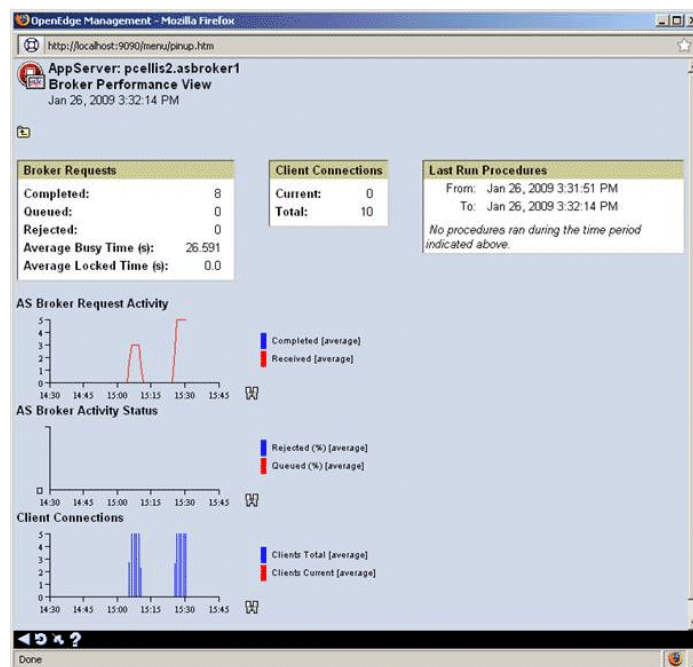 OpenEdge Management - Mozilla Firefox
http://localhost:9090/menu/pinup.htm
AppServer: pcellis2.asbroker1
Broker Performance View
Jan 26, 2009 3:32:14 PM
Broker Requests
Completed: 8
Queued: 0
Rejected: 0
Average Busy Time (s): 26.591
Average Locked Time (s): 0.0
Client Connections
Current: 0
Total: 10
Last Run Procedures
From: Jan 26, 2009 3:31:51 PM
To: Jan 26, 2009 3:32:14 PM
No procedures ran during the time period
indicated above.
AS Broker Request Activity
5
4
3
2
1
0
14:30 14:45 15:00 15:15 15:30 15:45
Completed [average]
Received [average]
AS Broker Activity Status
0
14:30 14:45 15:00 15:15 15:30 15:45
Rejected (%) [average]
Queued (%) [average]
Client Connections
5
4
3
2
1
0
14:30 14:45 15:00 15:15 15:30 15:45
Clients Total [average]
Clients Current [average]
?
Done